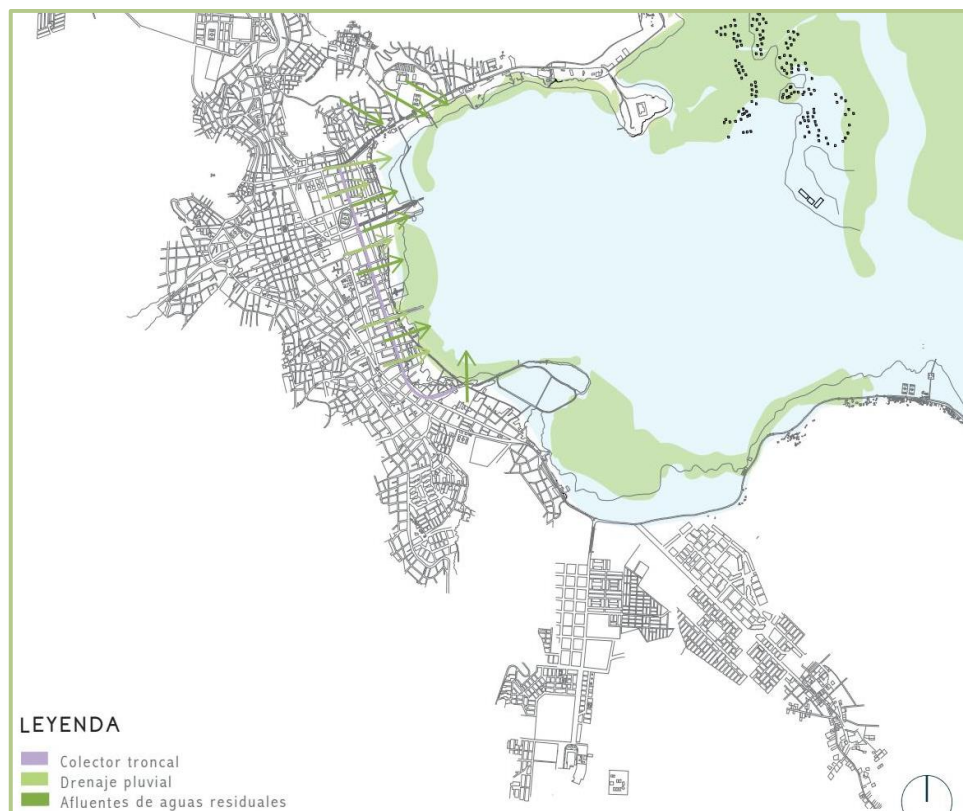 LEYENDA
Colector troncal
Drenaje pluvial
Afluentes de aguas residuales